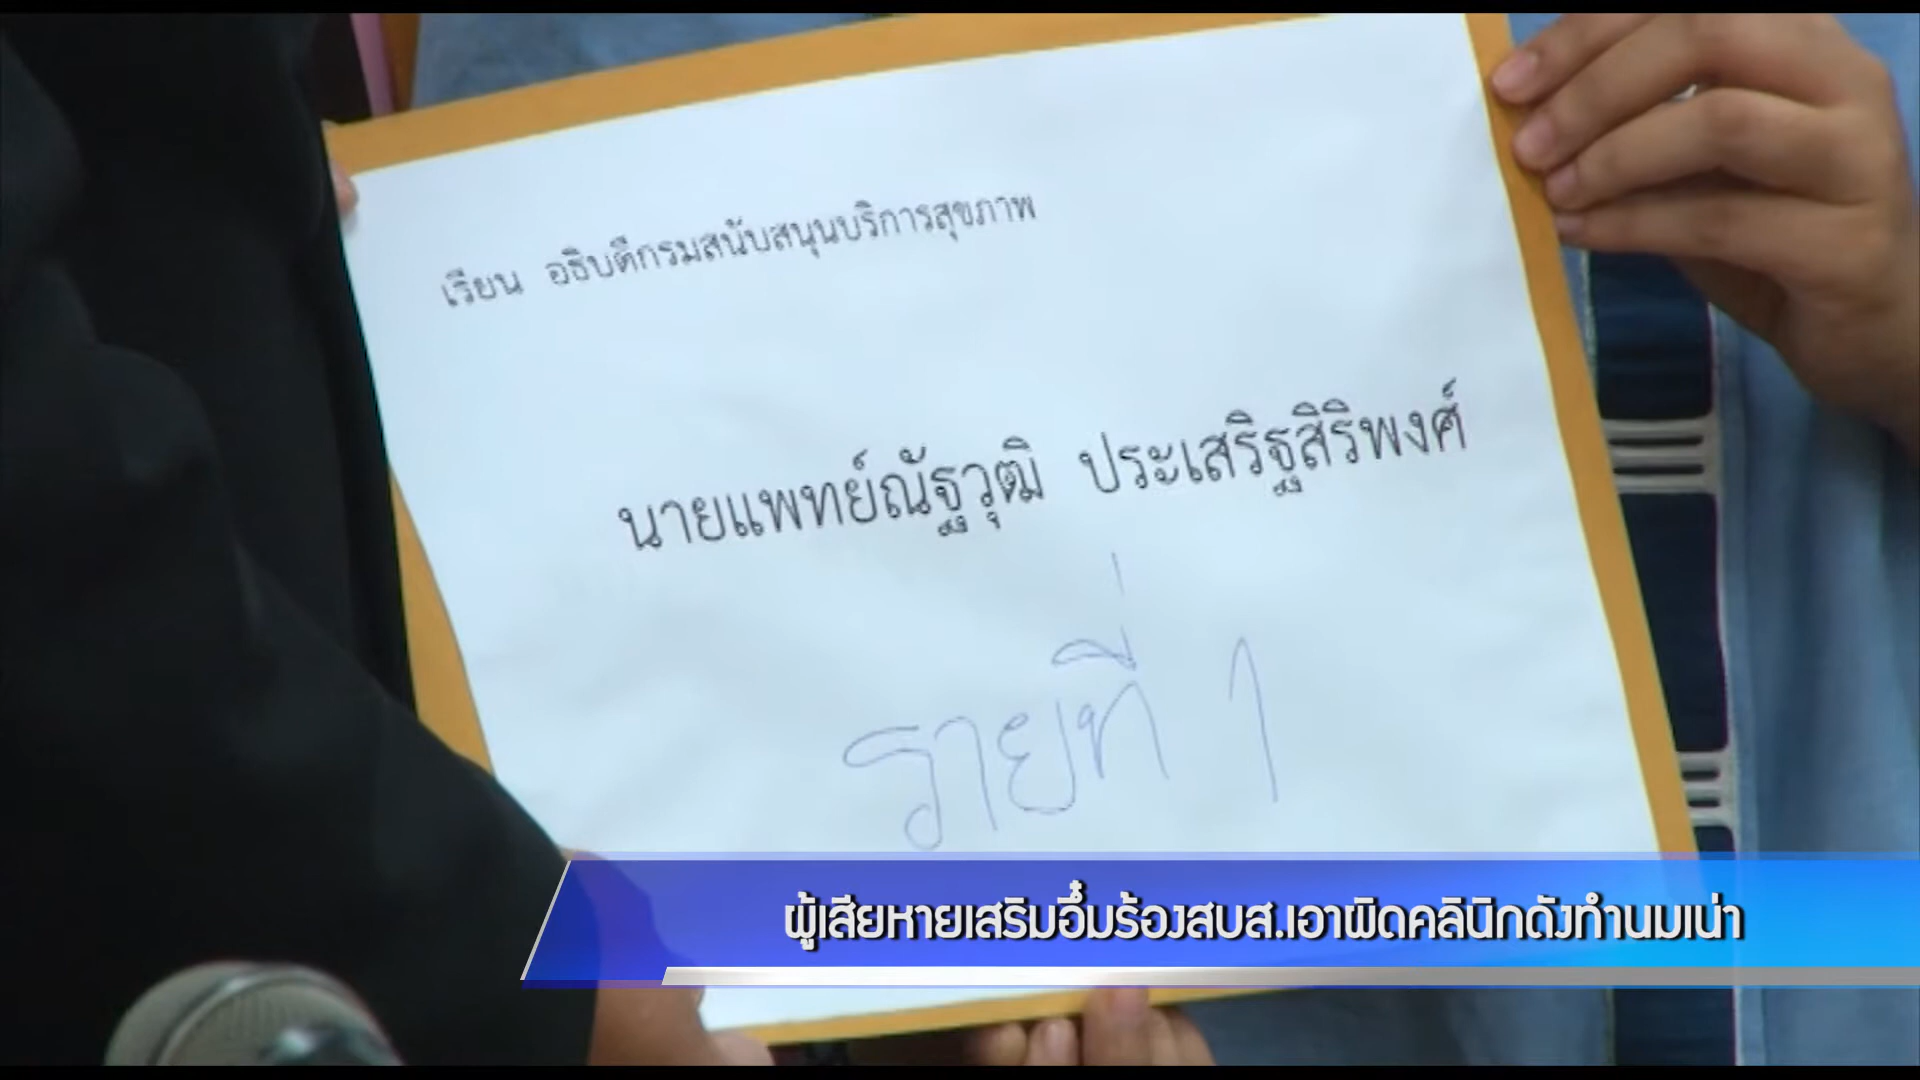 เรียน อธิบดีกรมสนับสนุนบริการสุขภาพ
นายแพทย์ณัฐวุฒิ ประเสริฐสิริพงศ์
รายที่ 1
ผู้เสียหายเสริมอึ๋มร้องสบส.เอาผิดคลินิกดังทำนมเน่า